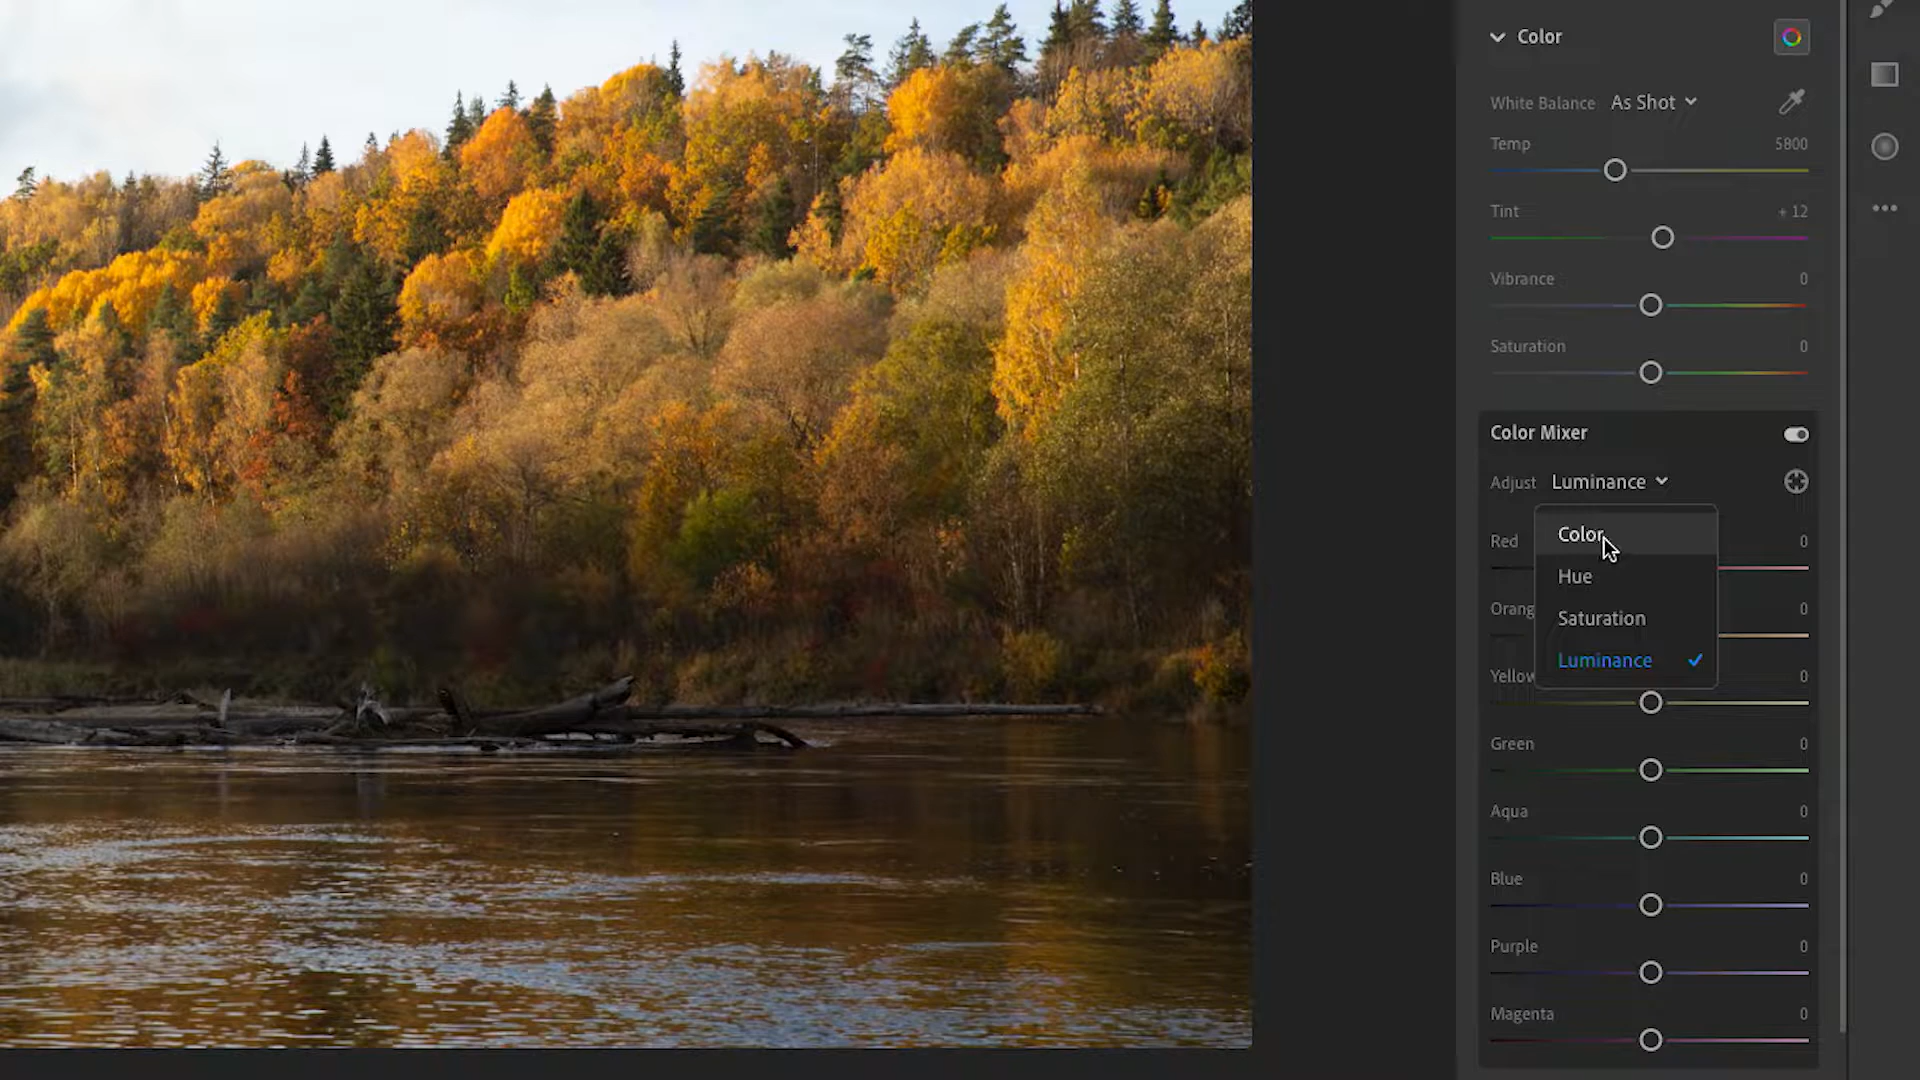 Color
White Balance As Shot
Temp 5800
Tint + 12
Vibrance 0
Saturation 0
Color Mixer
Adjust Luminance
Color
Red 0
Hue
Orang 0
Saturation
Luminance
Yellow 0
Green 0
Aqua 0
Blue 0
Purple 0
Magenta 0